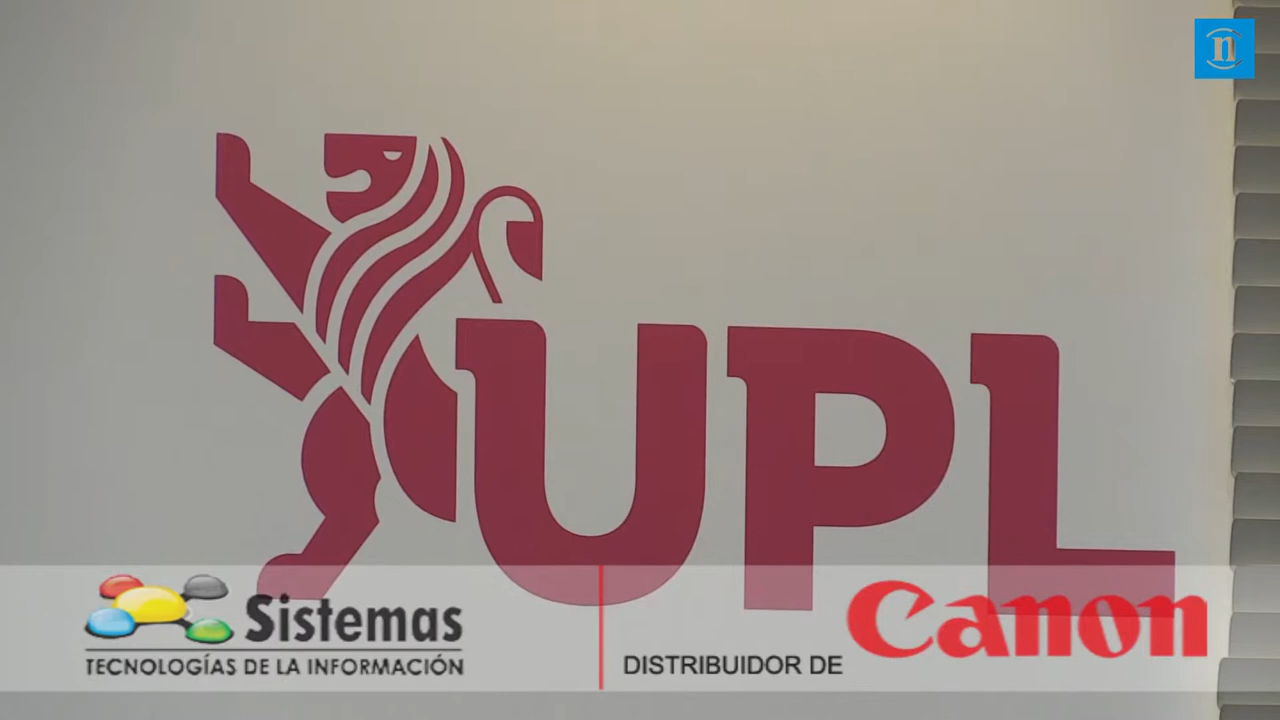 n
UPL
Sistemas
TECNOLOGÍAS DE LA INFORMACIÓN
DISTRIBUIDOR DE
Canon